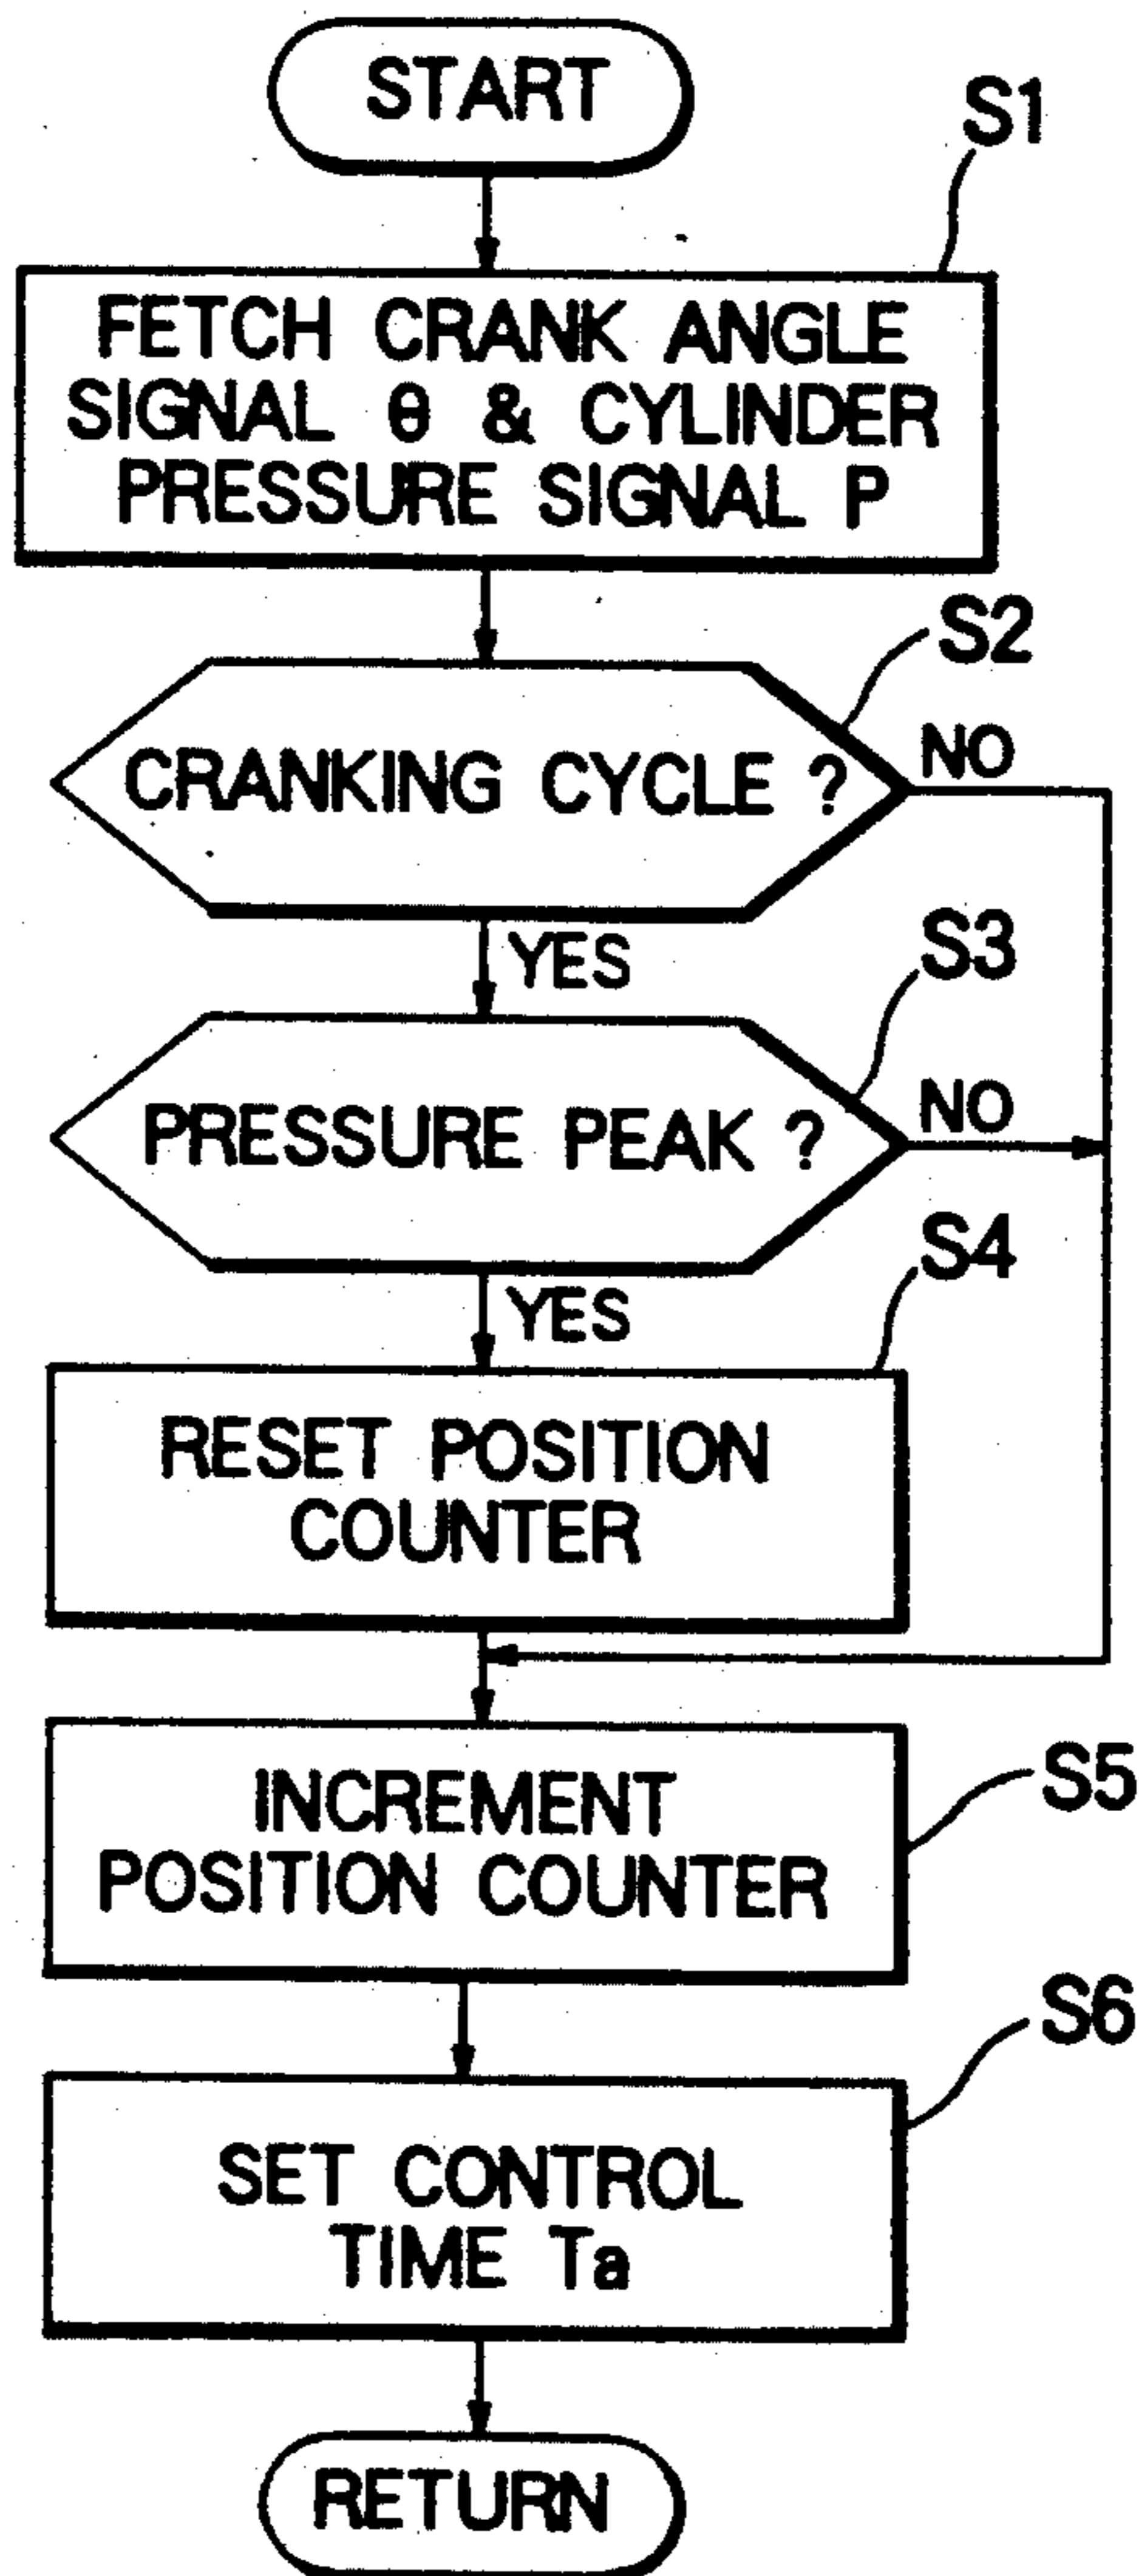 START
S1
FETCH CRANK ANGLE
SIGNAL θ & CYLINDER
PRESSURE SIGNAL P
S2
CRANKING CYCLE ?
NO
YES
S3
PRESSURE PEAK ?
NO
YES
S4
RESET POSITION
COUNTER
INCREMENT
POSITION COUNTER
S5
S6
SET CONTROL
TIME Ta
RETURN